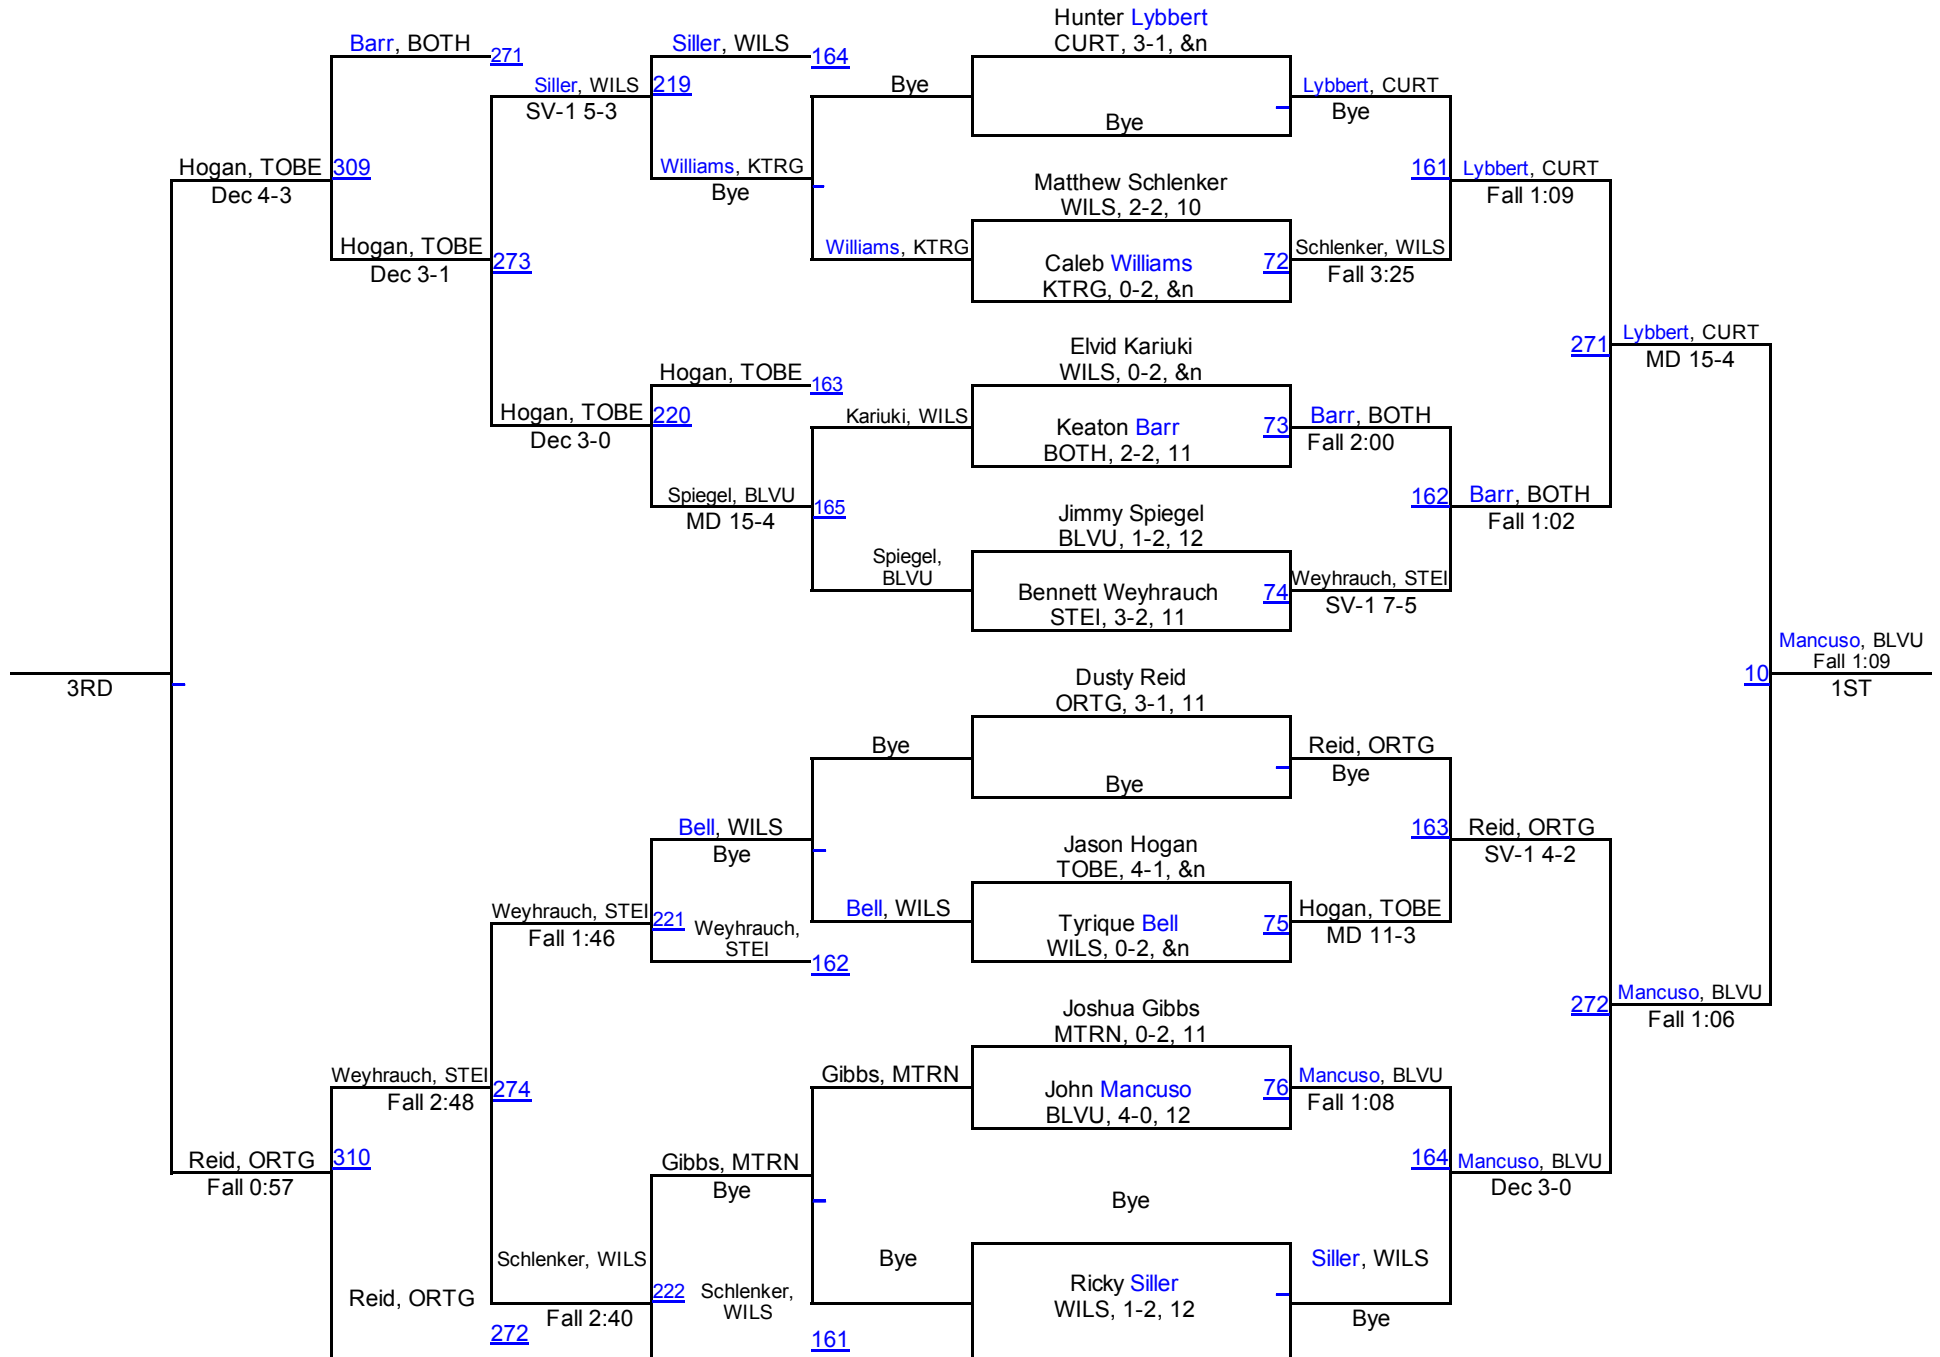 Hunter Lybbert
Barr, BOTH
271
Siller, WILS
164
CURT, 3-1, &n
Siller, WILS
219
SV-1 5-3
Bye
Bye
Lybbert, CURT
Bye
Hogan, TOBE
309
Dec 4-3
Williams, KTRG
Bye
Matthew Schlenker
WILS, 2-2, 10
161
Lybbert, CURT
Fall 1:09
Hogan, TOBE
Dec 3-1
273
Williams, KTRG
Caleb Williams
72
KTRG, 0-2, &n
Schlenker, WILS
Fall 3:25
Elvid Kariuki
WILS, 0-2, &n
271
Lybbert, CURT
MD 15-4
Hogan, TOBE
163
Hogan, TOBE
220
Dec 3-0
Kariuki, WILS
Keaton Barr
73
BOTH, 2-2, 11
Barr, BOTH
Fall 2:00
Spiegel, BLVU
MD 15-4
165
Jimmy Spiegel
BLVU, 1-2, 12
162
Barr, BOTH
Fall 1:02
Spiegel,
BLVU
Bennett Weyhrauch
74
STEI, 3-2, 11
Weyhrauch, STEI
SV-1 7-5
3RD
Mancuso, BLVU
Fall 1:09
10
1ST
Dusty Reid
ORTG, 3-1, 11
Bye
Bye
Reid, ORTG
Bye
Bell, WILS
Bye
Jason Hogan
TOBE, 4-1, &n
163
Reid, ORTG
SV-1 4-2
Weyhrauch, STEI
221
Fall 1:46
Weyhrauch,
STEI
162
Bell, WILS
Tyrique Bell
75
WILS, 0-2, &n
Hogan, TOBE
MD 11-3
Joshua Gibbs
MTRN, 0-2, 11
272
Mancuso, BLVU
Fall 1:06
Weyhrauch, STEI
274
Fall 2:48
Gibbs, MTRN
John Mancuso
76
BLVU, 4-0, 12
Mancuso, BLVU
Fall 1:08
Reid, ORTG
310
Fall 0:57
Gibbs, MTRN
Bye
Bye
164
Mancuso, BLVU
Dec 3-0
Schlenker, WILS
222
Fall 2:40
Schlenker,
WILS
161
Bye
Ricky Siller
WILS, 1-2, 12
Siller, WILS
Bye
Reid, ORTG
272